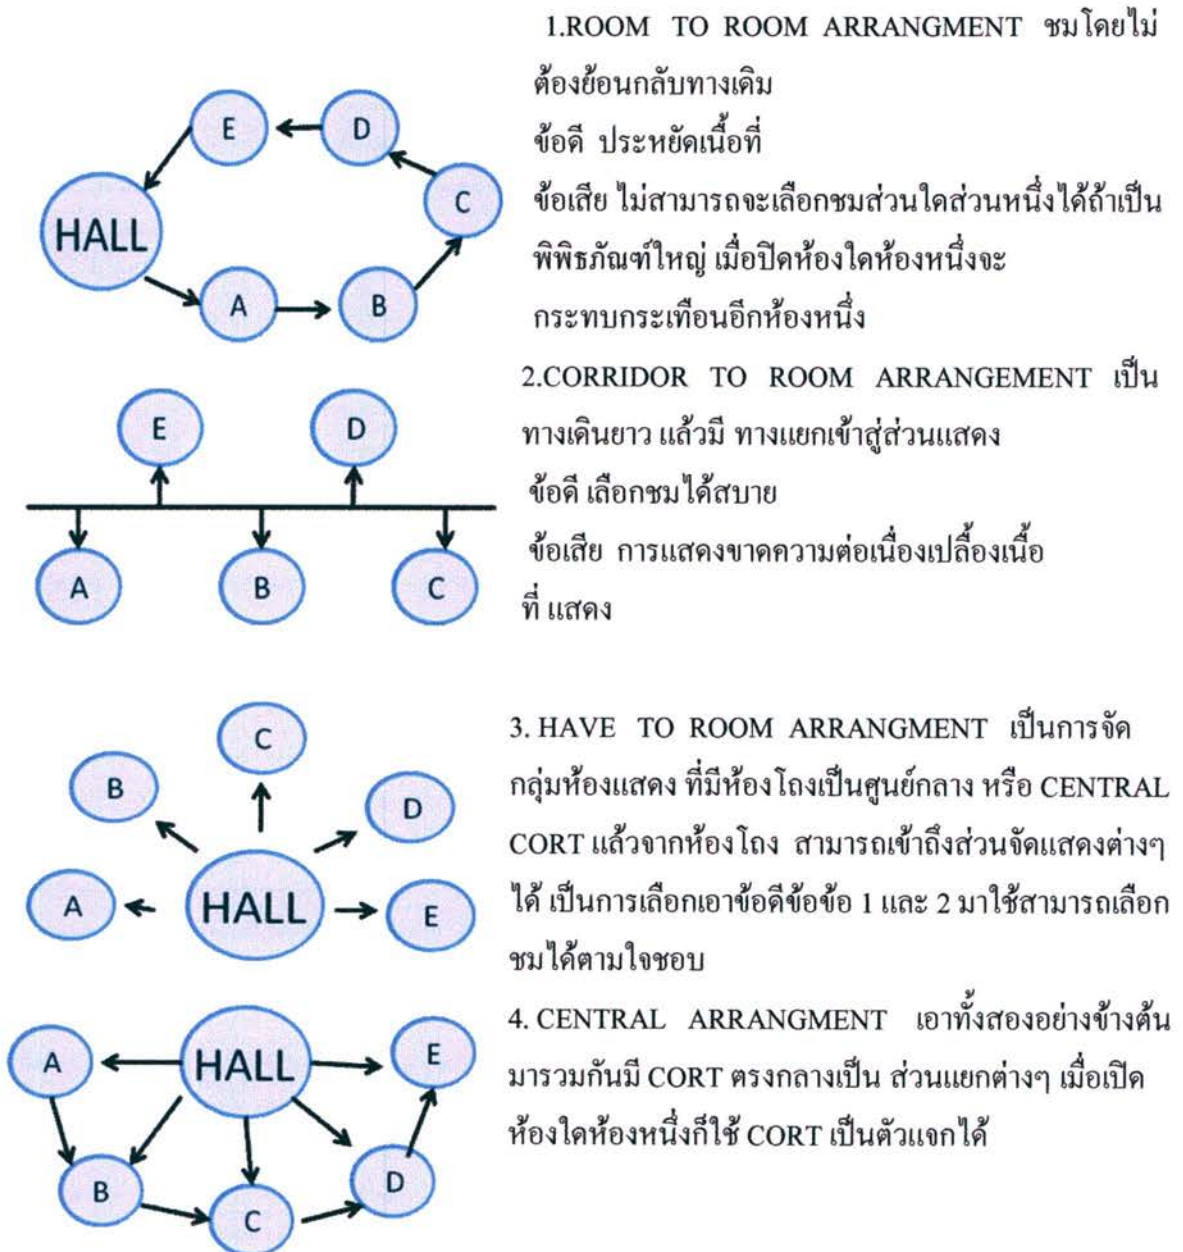 1.ROOM TO ROOM ARRANGMENT ชมโดยไม่
ต้องย้อนกลับทางเดิม
ข้อดี ประหยัดเนื้อที่
ข้อเสีย ไม่สามารถจะเลือกชมส่วนใดส่วนหนึ่งได้ถ้าเป็น
พิพิธภัณฑ์ใหญ่ เมื่อปิดห้องใดห้องหนึ่งจะ
กระทบกระเทือนอีกห้องหนึ่ง
E
D
C
HALL
A
B
2.CORRIDOR TO ROOM ARRANGEMENT เป็น
ทางเดินยาว แล้วมี ทางแยกเข้าสู่ส่วนแสดง
ข้อดี เลือกชมได้สบาย
ข้อเสีย การแสดงขาดความต่อเนื่องเปลื้องเนื้อ
ที่ แสดง
E
D
A
B
C
3. HAVE TO ROOM ARRANGMENT เป็นการจัด
กลุ่มห้องแสดง ที่มีห้องโถงเป็นศูนย์กลาง หรือ CENTRAL
CORT แล้วจากห้องโถง สามารถเข้าถึงส่วนจัดแสดงต่างๆ
ได้ เป็นการเลือกเอาข้อดีข้อข้อ 1 และ 2 มาใช้สามารถเลือก
ชมได้ตามใจชอบ
C
B
D
A
HALL
E
4. CENTRAL ARRANGMENT เอาทั้งสองอย่างข้างต้น
มารวมกันมี CORT ตรงกลางเป็น ส่วนแยกต่างๆ เมื่อเปิด
ห้องใดห้องหนึ่งก็ใช้ CORT เป็นตัวแจกได้
A
HALL
E
B
C
D